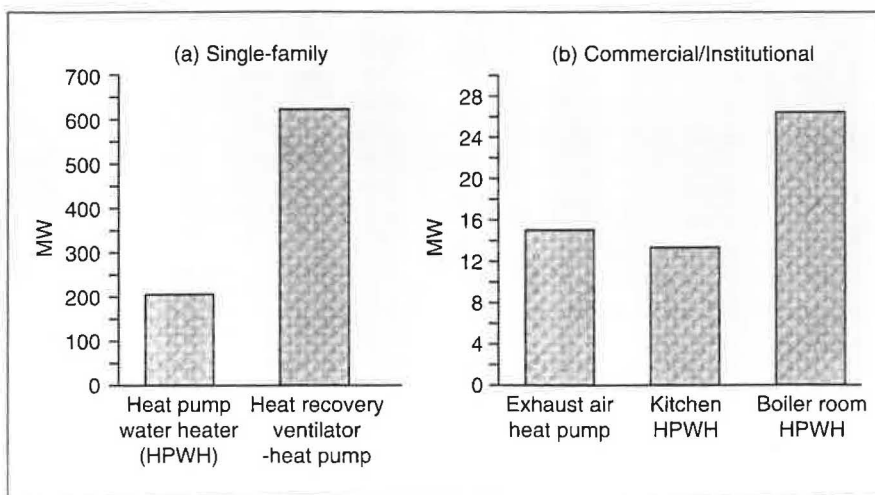 (a) Single-family
700
600
500
400
300
200
100
0
MW
Heat pump
water heater
(HPWH)
Heat recovery
ventilator
-heat pump
(b) Commercial/Institutional
28
24
20
16
12
8
4
0
MW
Exhaust air
heat pump
Kitchen
HPWH
Boiler room
HPWH